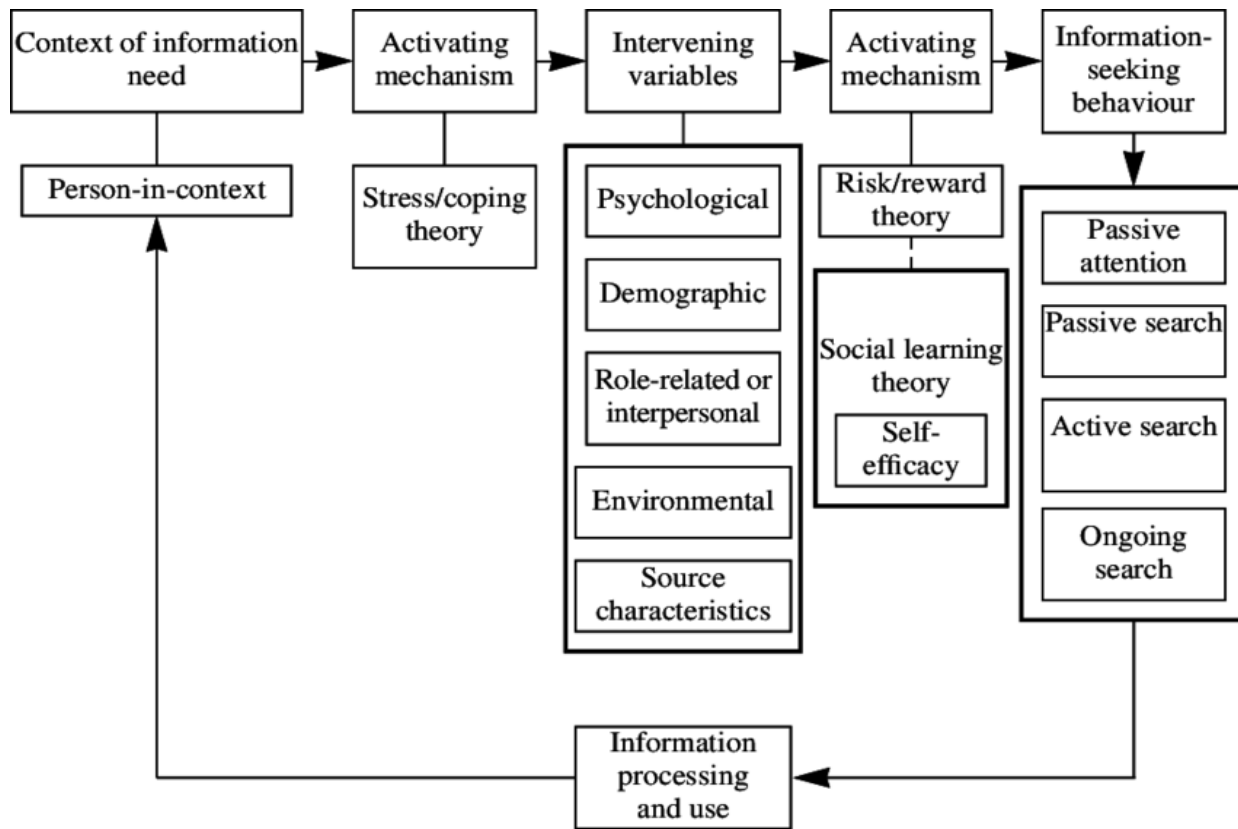 Context of information
need
Activating
mechanism
Intervening
variables
Activating
mechanism
Information-
seeking
behaviour
Person-in-context
Stress/coping
theory
Psychological
Demographic
Role-related or
interpersonal
Environmental
Source
characteristics
Risk/reward
theory
Social learning
theory
Self-
efficacy
Passive
attention
Passive search
Active search
Ongoing
search
Information
processing
and use